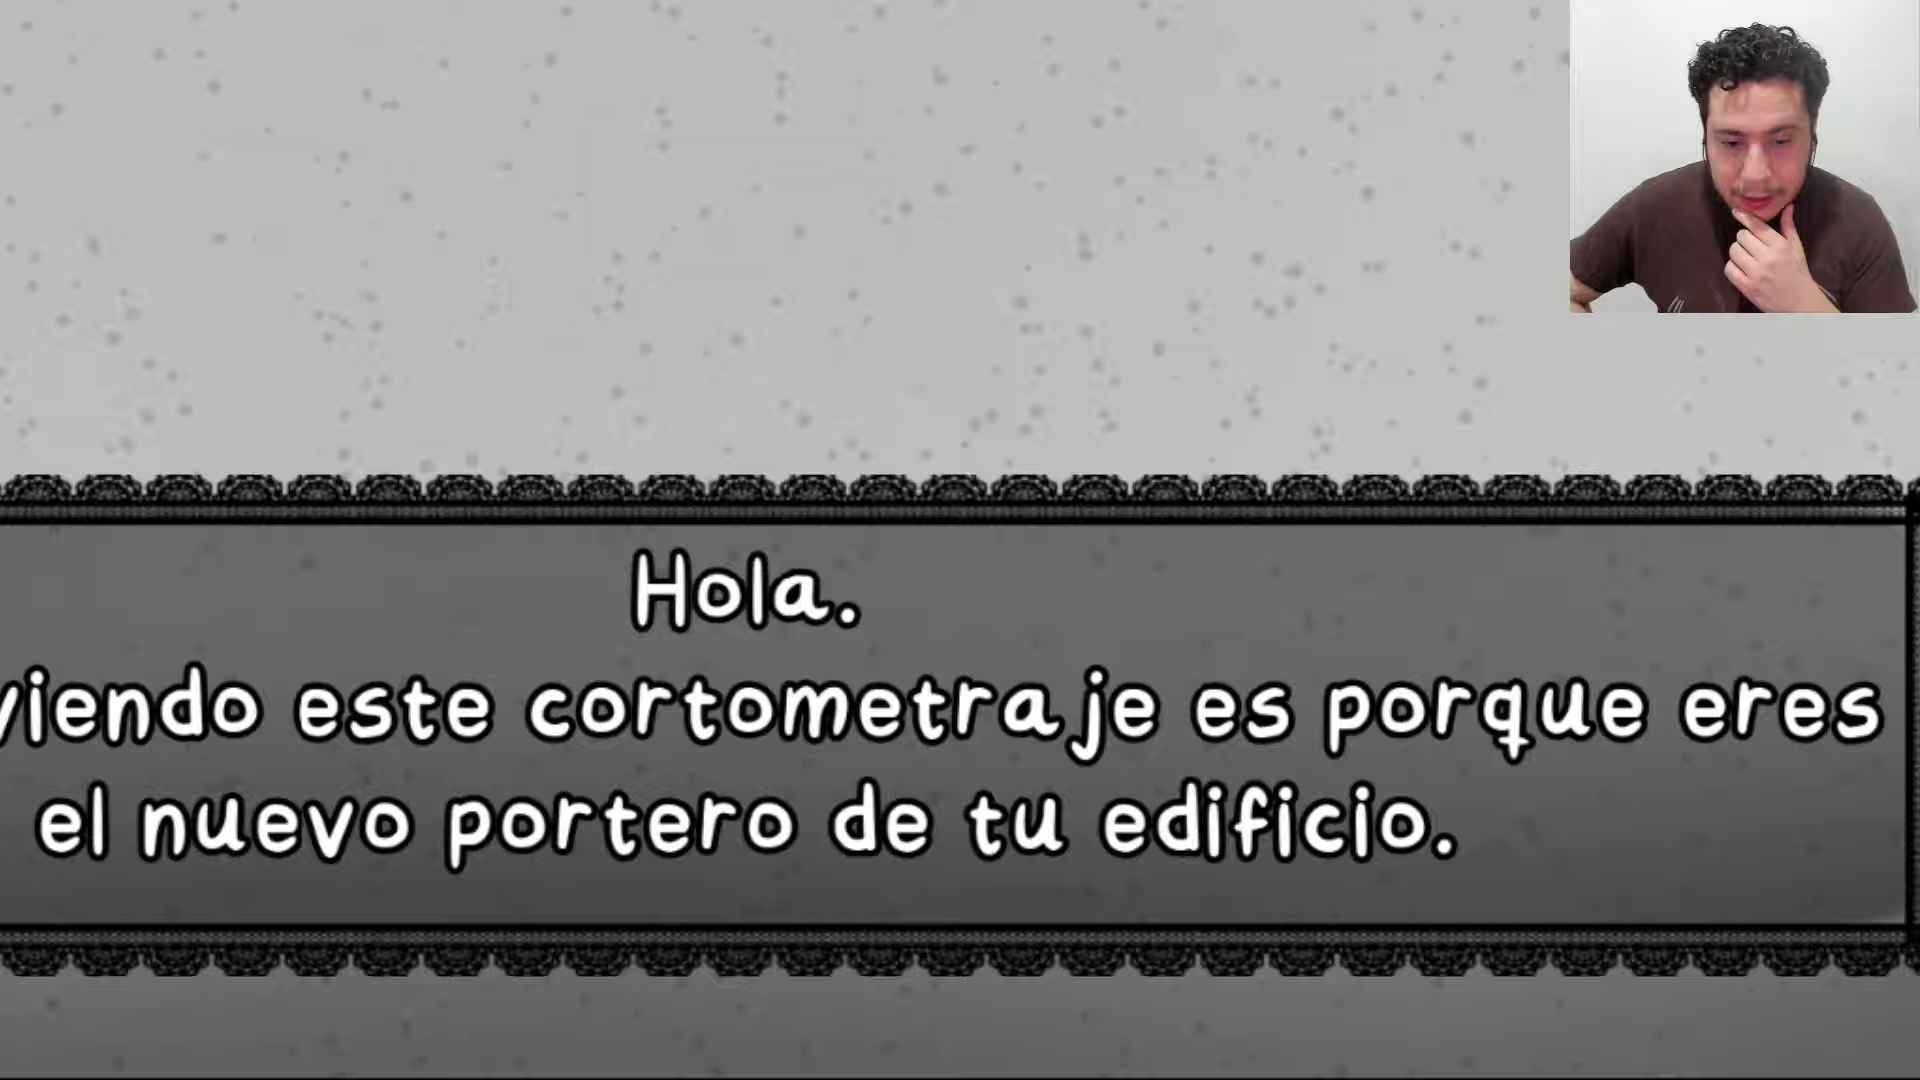 Hola.
viendo este cortometraje es porque eres
el nuevo portero de tu edificio.